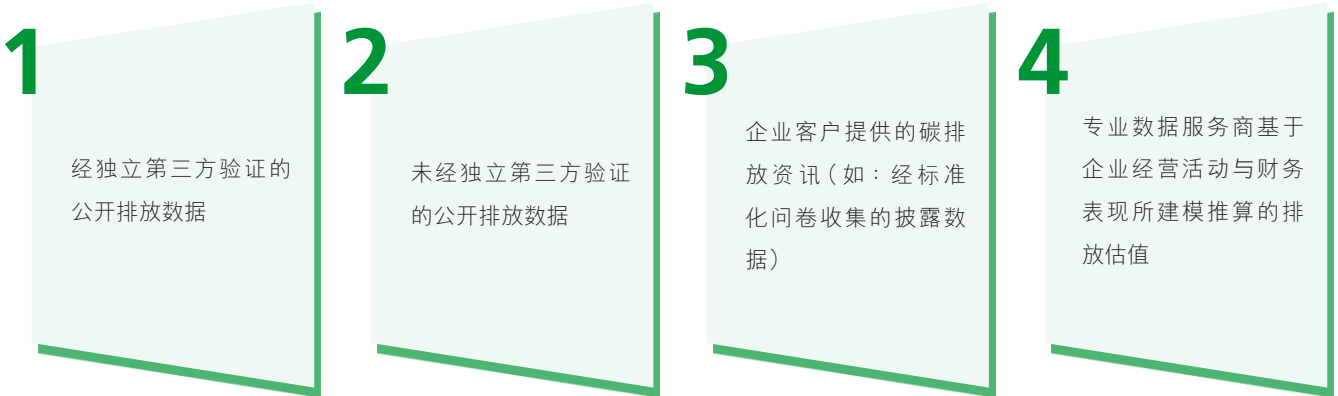 1
经独立第三方验证的
公开排放数据
2
未经独立第三方验证
的公开排放数据
3
企业客户提供的碳排
放资讯(如：经标准
化问卷收集的披露数
据)
4
专业数据服务商基于
企业经营活动与财务
表现所建模推算的排
放估值